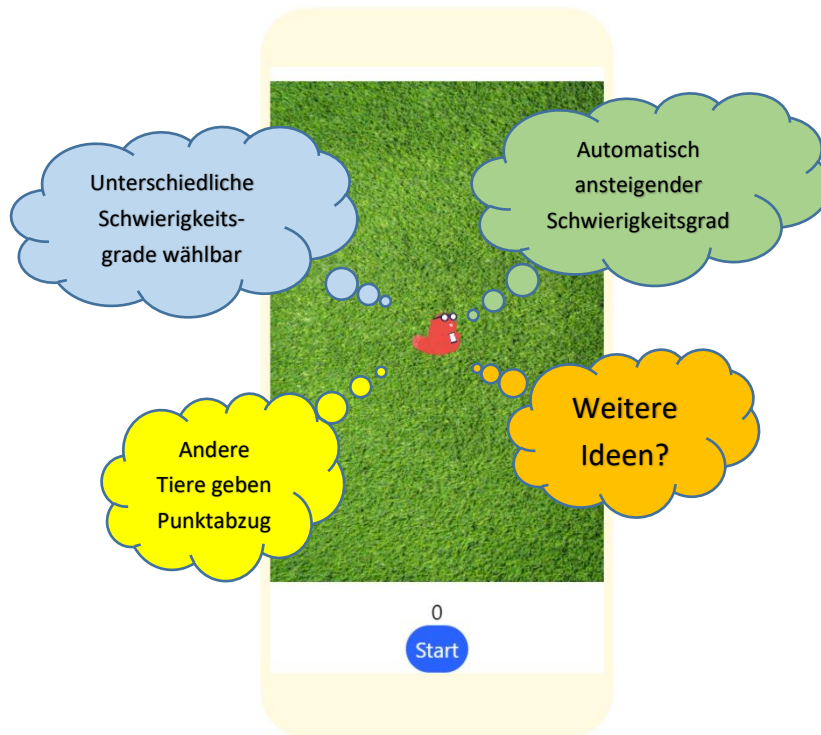 Unterschiedliche
Schwierigkeits-
grade wählbar
Automatisch
ansteigender
Schwierigkeitsgrad
Andere
Tiere geben
Punktabzug
Weitere
Ideen?
0
Start